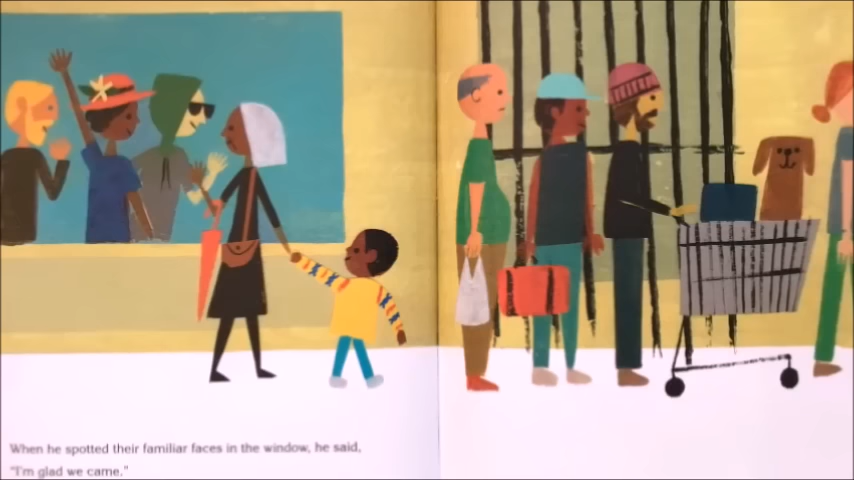 When he spotted their familiar faces in the window, he said,
"I'm glad we came."